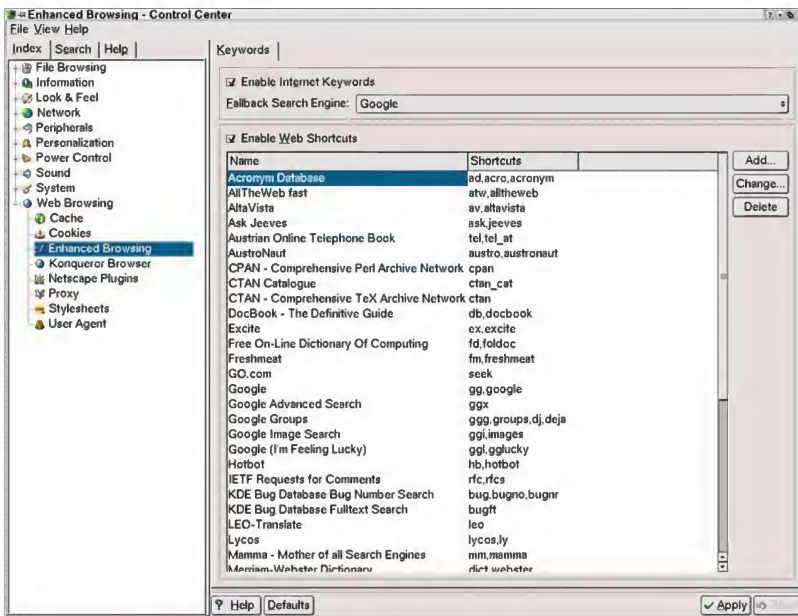 Enhanced Browsing - Control Center
File View Help
Index Search Help
File Browsing
Information
Look & Feel
Network
Peripherals
Personalization
Power Control
Sound
System
Web Browsing
Cache
Cookies
Enhanced Browsing
Konqueror Browser
Netscape Plugins
Proxy
Stylesheets
User Agent
Keywords
Enable Internet Keywords
Fallback Search Engine: Google
Enable Web Shortcuts
Name Shortcuts
Acronym Database ad,acro,acronym
AllTheWeb fast atw,alltheweb
AltaVista av,altavista
Ask Jeeves ask,jeeves
Austrian Online Telephone Book tel,tel_at
AustroNaut austro,austronaut
CPAN - Comprehensive Perl Archive Network cpan
CTAN Catalogue ctan_cat
CTAN - Comprehensive TeX Archive Network ctan
DocBook - The Definitive Guide db,docbook
Excite ex,excite
Free On-Line Dictionary Of Computing fd,foldoc
Freshmeat fm,freshmeat
GO.com seek
Google gg,google
Google Advanced Search ggx
Google Groups ggg,groups,dj,deja
Google Image Search ggi,images
Google (I'm Feeling Lucky) ggl,gglucky
Hotbot hb,hotbot
IETF Requests for Comments rfc,rfcs
KDE Bug Database Bug Number Search bug,bugno,bugnr
KDE Bug Database Fulltext Search bugft
LEO-Translate leo
Lycos lycos,ly
Mamma - Mother of all Search Engines mm,mamma
Merriam-Webster Dictionary dict,webster
Add...
Change...
Delete
? Help Defaults
Apply